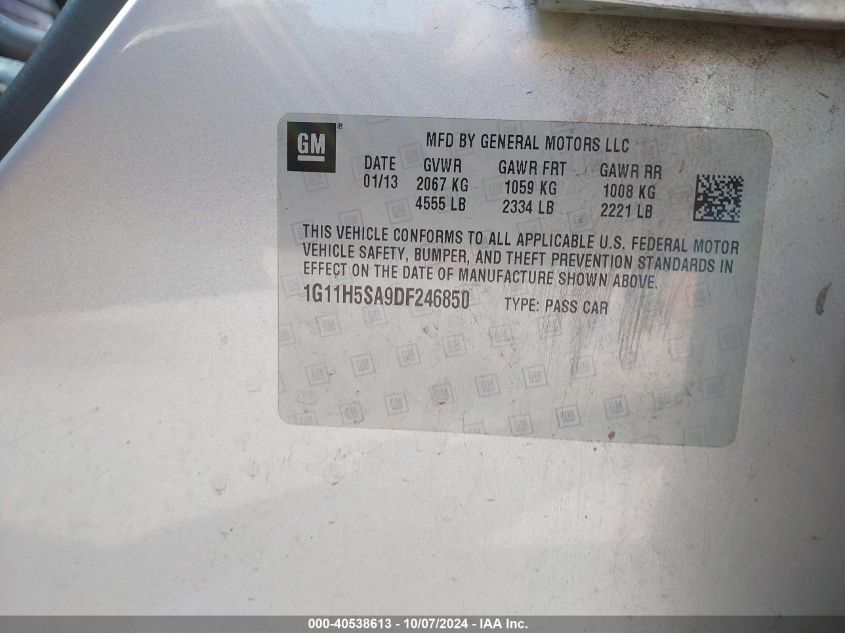 GM ®
MFD BY GENERAL MOTORS LLC
DATE GVWR GAWR FRT GAWR RR
01/13 2067 KG 1059 KG 1008 KG
4555 LB 2334 LB 2221 LB
THIS VEHICLE CONFORMS TO ALL APPLICABLE U.S. FEDERAL MOTOR
VEHICLE SAFETY, BUMPER, AND THEFT PREVENTION STANDARDS IN
EFFECT ON THE DATE OF MANUFACTURE SHOWN ABOVE.
1G11H5SA9DF246850 TYPE: PASS CAR
000-40538613 - 10/07/2024 - IAA Inc.